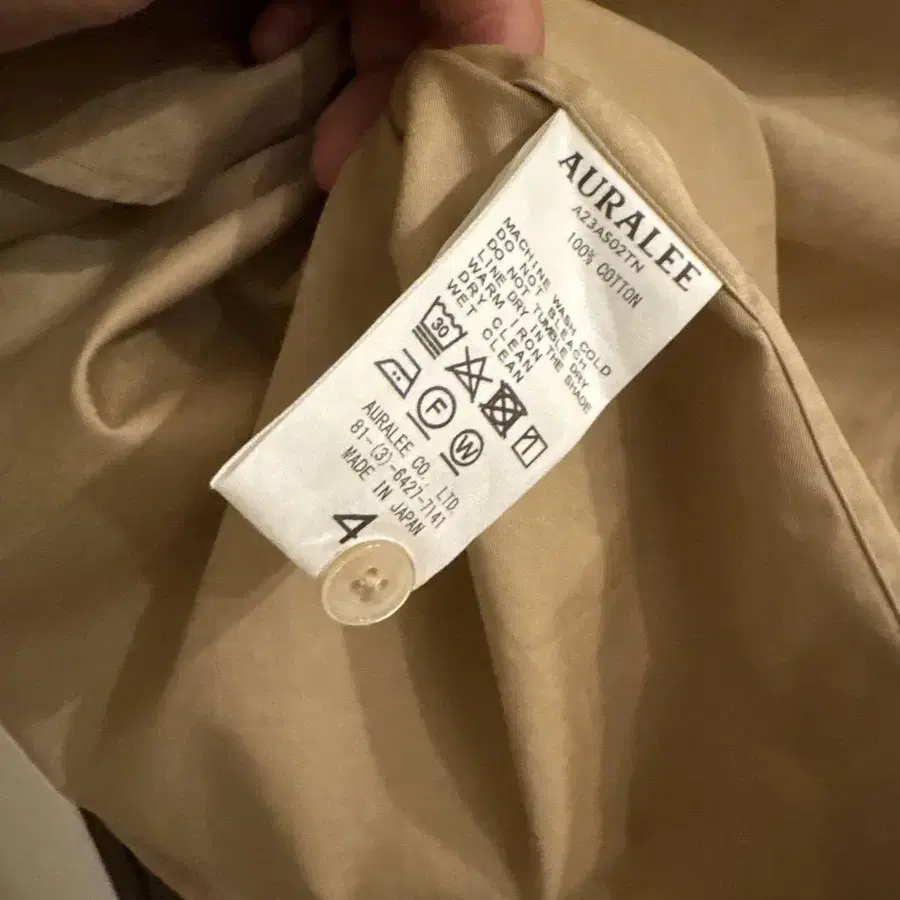 AURALEE
A23AS02TN
100% COTTON
MACHINE WASH COLD
DO NOT BLEACH
DO NOT TUMBLE DRY
LINE DRY IN THE SHADE
WARM IRON
DRY CLEAN
WET CLEAN
30
F
W
AURALEE CO., LTD.
81-(3)-6427-7141
MADE IN JAPAN
4